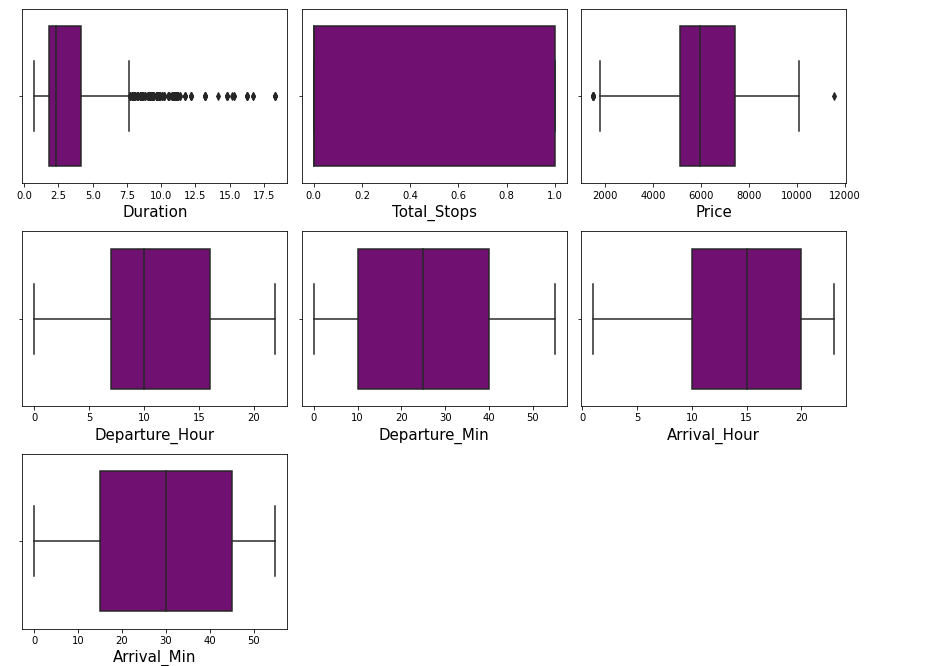 0.0 2.5 5.0 7.5 10.0 12.5 15.0 17.5
Duration
0.0 0.2 0.4 0.6 0.8 1.0
Total_Stops
2000 4000 6000 8000 10000 12000
Price
0 5 10 15 20
Departure_Hour
0 10 20 30 40 50
Departure_Min
0 5 10 15 20
Arrival_Hour
0 10 20 30 40 50
Arrival_Min